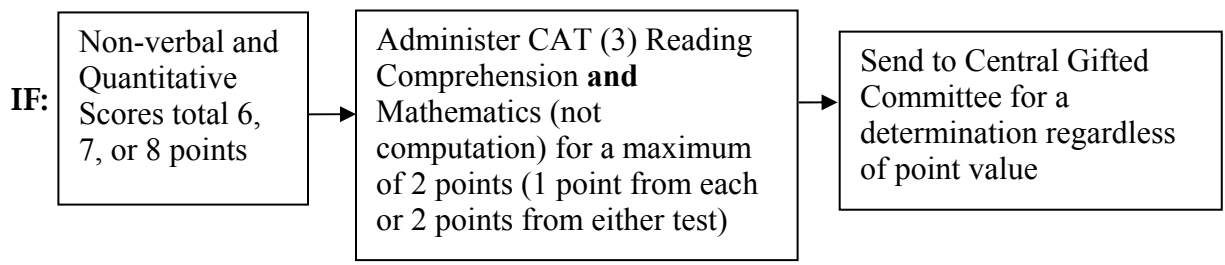 IF:
Non-verbal and
Quantitative
Scores total 6,
7, or 8 points
Administer CAT (3) Reading
Comprehension and
Mathematics (not
computation) for a maximum
of 2 points (1 point from each
or 2 points from either test)
Send to Central Gifted
Committee for a
determination regardless
of point value